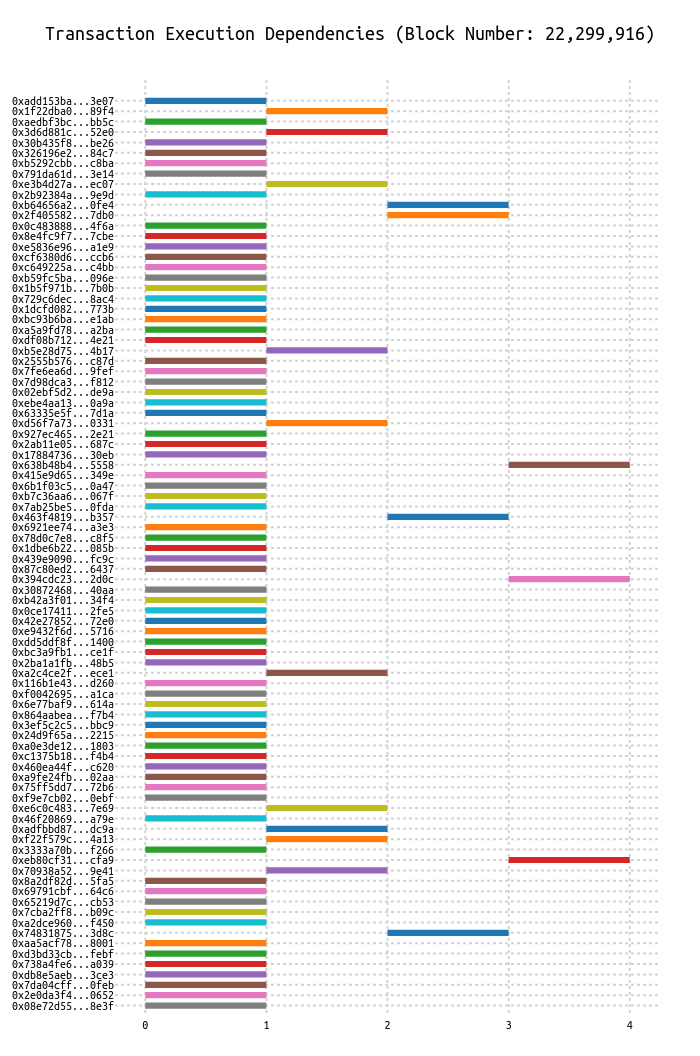 Transaction Execution Dependencies (Block Number: 22,299,916)
0xadd153ba...3e07
0x1f22dba0...89f4
0xaedbf3bc...bb5c
0x3d6d881c...52e0
0x30b435f8...be26
0x326196e2...84c7
0xb5292cbb...c8ba
0x791da61d...3e14
0xe3b4d27a...ec07
0x2b92384a...9e9d
0xb64656a2...0fe4
0x2f405582...7db0
0x0c483888...4f6a
0x8e4fc9f7...7cbe
0xe5836e96...a1e9
0xcf6380d6...ccb6
0xc649225a...c4bb
0xb59fc5ba...096e
0x1b5f971b...7b0b
0x729c6dec...8ac4
0x1dcfd082...773b
0xbc93b6ba...e1ab
0xa5a9fd78...a2ba
0xdf08b712...4e21
0xb5e28d75...4b17
0x2555b576...c87d
0x7fe6ea6d...9fef
0x7d98dca3...f812
0x02ebf5d2...de9a
0xebe4aa13...0a9a
0x63335e5f...7d1a
0xd56f7a73...0331
0x927ec465...2e21
0x2ab11e05...687c
0x17884736...30eb
0x638b48b4...5558
0x415e9d65...349e
0x6b1f03c5...0a47
0xb7c36aa6...067f
0x7ab25be5...0fda
0x463f4819...b357
0x6921ee74...a3e3
0x78d0c7e8...c8f5
0x1dbe6b22...085b
0x439e9090...fc9c
0x87c80ed2...6437
0x394cdc23...2d0c
0x30872468...40aa
0xb42a3f01...34f4
0x0ce17411...2fe5
0x42e27852...72e0
0xe9432f6d...5716
0xdd5ddf8f...1400
0xbc3a9fb1...ce1f
0x2ba1a1fb...48b5
0xa2c4ce2f...ece1
0x116b1e43...d260
0xf0042695...a1ca
0x6e77baf9...614a
0x864aabea...f7b4
0x3ef5c2c5...bbc9
0x24d9f65a...2215
0xa0e3de12...1803
0xc1375b18...f4b4
0x460ea44f...c620
0xa9fe24fb...02aa
0x75ff5dd7...72b6
0xf9e7cb02...0ebf
0xe6c0c483...7e69
0x46f20869...a79e
0xadfbbd87...dc9a
0xf22f579c...4a13
0x3333a70b...f266
0xeb80cf31...cfa9
0x70938a52...9e41
0x8a2df82d...5fa5
0x69791cbf...64c6
0x65219d7c...cb53
0x7cba2ff8...b09c
0xa2dce960...f450
0x74831875...3d8c
0xaa5acf78...8001
0xd3bd33cb...febf
0x738a4fe6...a039
0xdb8e5aeb...3ce3
0x7da04cff...0feb
0x2e0da3f4...0652
0x08e72d55...8e3f
0 1 2 3 4